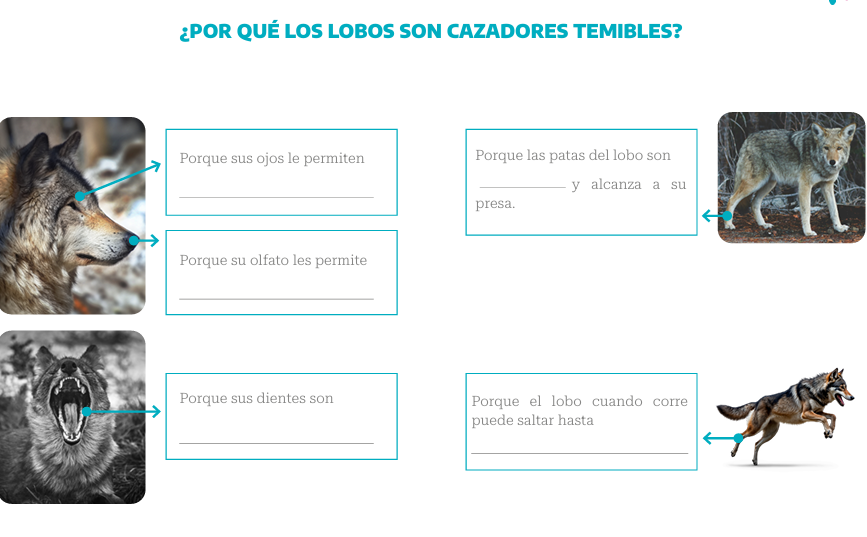 ¿POR QUÉ LOS LOBOS SON CAZADORES TEMIBLES?
Porque sus ojos le permiten
Porque su olfato les permite
Porque sus dientes son
Porque las patas del lobo son
y alcanza a su
presa.
Porque el lobo cuando corre
puede saltar hasta